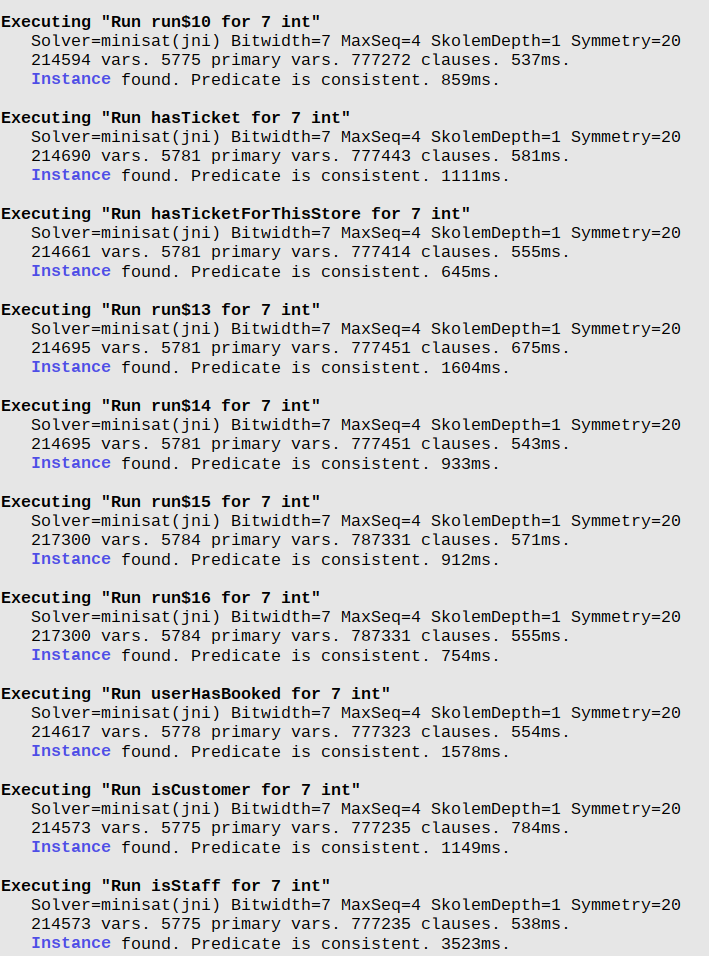 Executing "Run run$10 for 7 int"
Solver=minisat(jni) Bitwidth=7 MaxSeq=4 SkolemDepth=1 Symmetry=20
214594 vars. 5775 primary vars. 777272 clauses. 537ms.
Instance found. Predicate is consistent. 859ms.
Executing "Run hasTicket for 7 int"
Solver=minisat(jni) Bitwidth=7 MaxSeq=4 SkolemDepth=1 Symmetry=20
214690 vars. 5781 primary vars. 777443 clauses. 581ms.
Instance found. Predicate is consistent. 1111ms.
Executing "Run hasTicketForThisStore for 7 int"
Solver=minisat(jni) Bitwidth=7 MaxSeq=4 SkolemDepth=1 Symmetry=20
214661 vars. 5781 primary vars. 777414 clauses. 555ms.
Instance found. Predicate is consistent. 645ms.
Executing "Run run$13 for 7 int"
Solver=minisat(jni) Bitwidth=7 MaxSeq=4 SkolemDepth=1 Symmetry=20
214695 vars. 5781 primary vars. 777451 clauses. 675ms.
Instance found. Predicate is consistent. 1604ms.
Executing "Run run$14 for 7 int"
Solver=minisat(jni) Bitwidth=7 MaxSeq=4 SkolemDepth=1 Symmetry=20
214695 vars. 5781 primary vars. 777451 clauses. 543ms.
Instance found. Predicate is consistent. 933ms.
Executing "Run run$15 for 7 int"
Solver=minisat(jni) Bitwidth=7 MaxSeq=4 SkolemDepth=1 Symmetry=20
217300 vars. 5784 primary vars. 787331 clauses. 571ms.
Instance found. Predicate is consistent. 912ms.
Executing "Run run$16 for 7 int"
Solver=minisat(jni) Bitwidth=7 MaxSeq=4 SkolemDepth=1 Symmetry=20
217300 vars. 5784 primary vars. 787331 clauses. 555ms.
Instance found. Predicate is consistent. 754ms.
Executing "Run userHasBooked for 7 int"
Solver=minisat(jni) Bitwidth=7 MaxSeq=4 SkolemDepth=1 Symmetry=20
214617 vars. 5778 primary vars. 777323 clauses. 554ms.
Instance found. Predicate is consistent. 1578ms.
Executing "Run isCustomer for 7 int"
Solver=minisat(jni) Bitwidth=7 MaxSeq=4 SkolemDepth=1 Symmetry=20
214573 vars. 5775 primary vars. 777235 clauses. 784ms.
Instance found. Predicate is consistent. 1149ms.
Executing "Run isStaff for 7 int"
Solver=minisat(jni) Bitwidth=7 MaxSeq=4 SkolemDepth=1 Symmetry=20
214573 vars. 5775 primary vars. 777235 clauses. 538ms.
Instance found. Predicate is consistent. 3523ms.